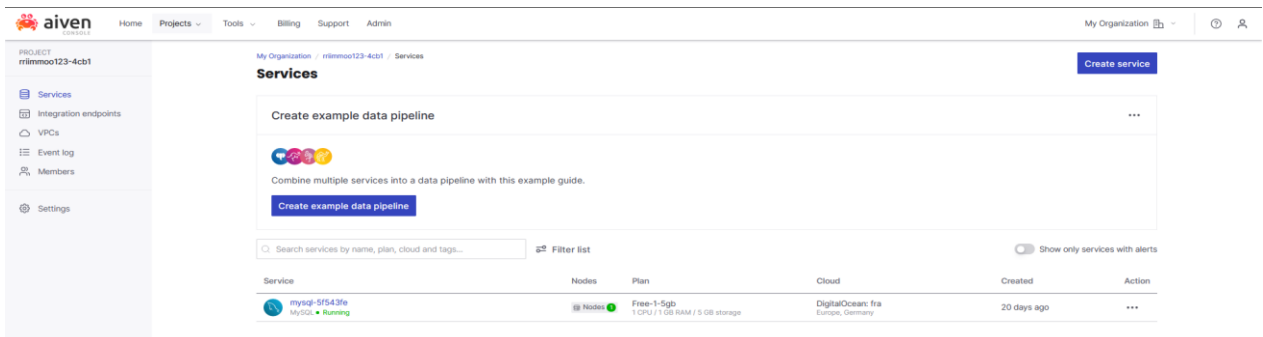 aiven
CONSOLE
Home Projects Tools Billing Support Admin
My Organization
PROJECT
rriimmoo123-4cb1
Services
Integration endpoints
VPCs
Event log
Members
Settings
My Organization / rriimmoo123-4cb1 / Services
Services
Create service
Create example data pipeline
Combine multiple services into a data pipeline with this example guide.
Create example data pipeline
Search services by name, plan, cloud and tags...
Filter list
Show only services with alerts
Service Nodes Plan Cloud Created Action
mysql-5f543fe
MySQL Running
Nodes 1
Free-1-5gb
1 CPU / 1 GB RAM / 5 GB storage
DigitalOcean: fra
Europe, Germany
20 days ago